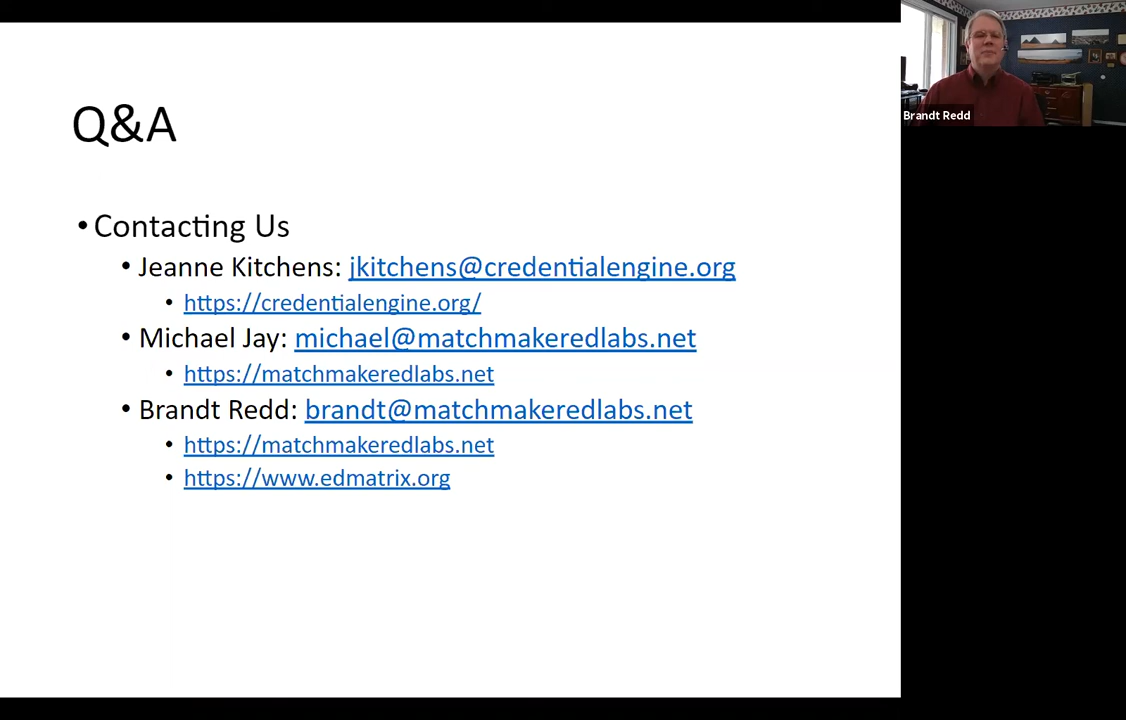 Q&A
• Contacting Us
• Jeanne Kitchens: jkitchens@credentialengine.org
• https://credentialengine.org/
• Michael Jay: michael@matchmakeredlabs.net
• https://matchmakeredlabs.net
• Brandt Redd: brandt@matchmakeredlabs.net
• https://matchmakeredlabs.net
• https://www.edmatrix.org
Brandt Redd